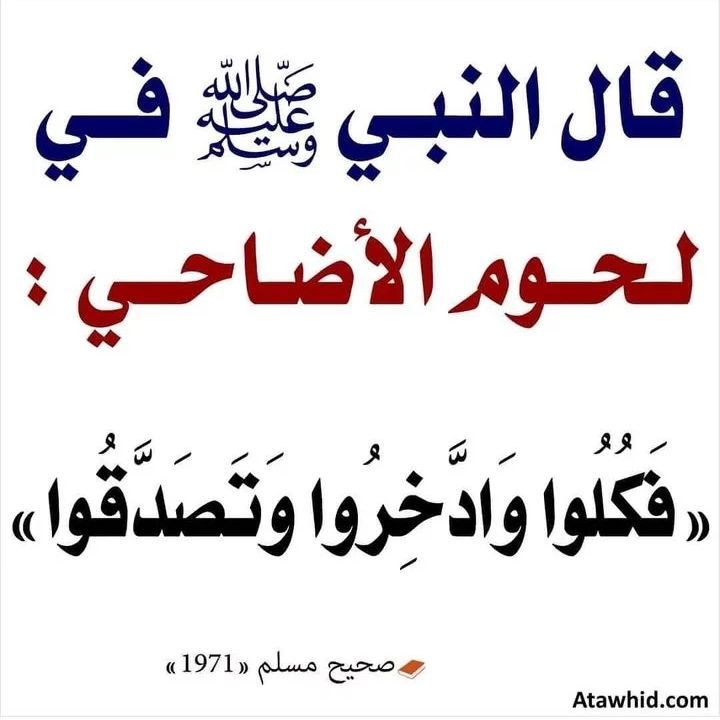 قال النبي ﷺ في
لحوم الأضاحي :
«فَكُلُوا وَادَّخِرُوا وَتَصَدَّقُوا»
صحيح مسلم «1971»
Atawhid.com